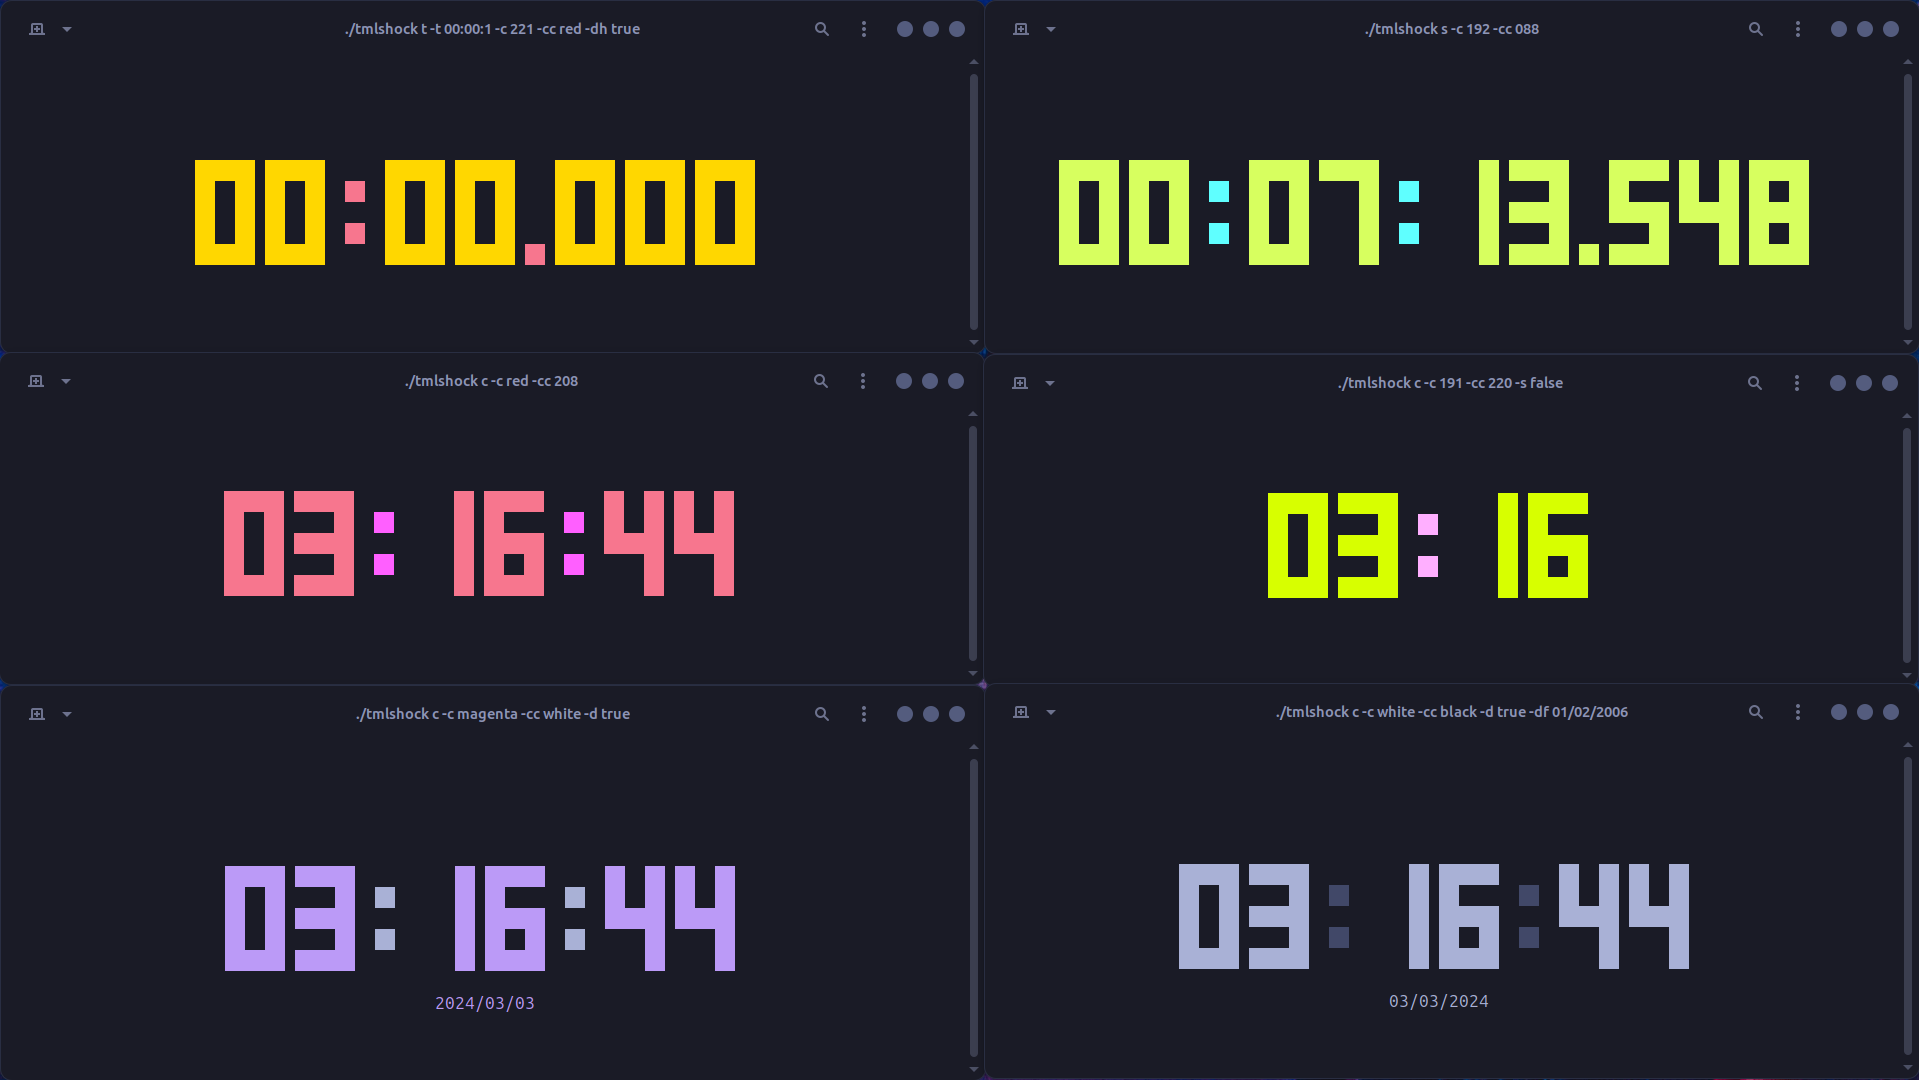 ./tmlshock t -t 00:00:1 -c 221 -cc red -dh true
00:00.000
./tmlshock s -c 192 -cc 088
00:07:13.548
./tmlshock c -c red -cc 208
03:16:44
./tmlshock c -c 191 -cc 220 -s false
03:16
./tmlshock c -c magenta -cc white -d true
03:16:44
2024/03/03
./tmlshock c -c white -cc black -d true -df 01/02/2006
03:16:44
03/03/2024